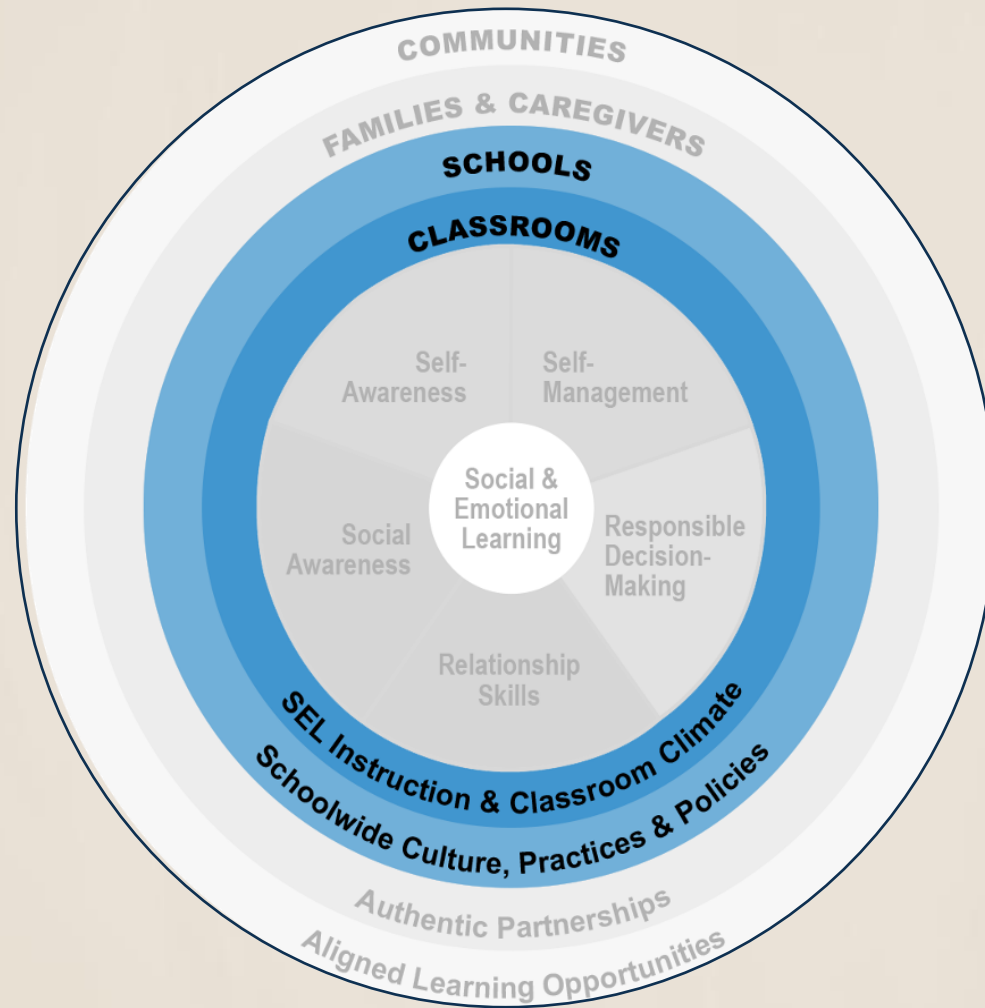 COMMUNITIES
FAMILIES & CAREGIVERS
SCHOOLS
CLASSROOMS
Self-
Awareness
Self-
Management
Social &
Emotional
Learning
Social
Awareness
Responsible
Decision-
Making
Relationship
Skills
SEL Instruction & Classroom Climate
Schoolwide Culture, Practices & Policies
Authentic Partnerships
Aligned Learning Opportunities